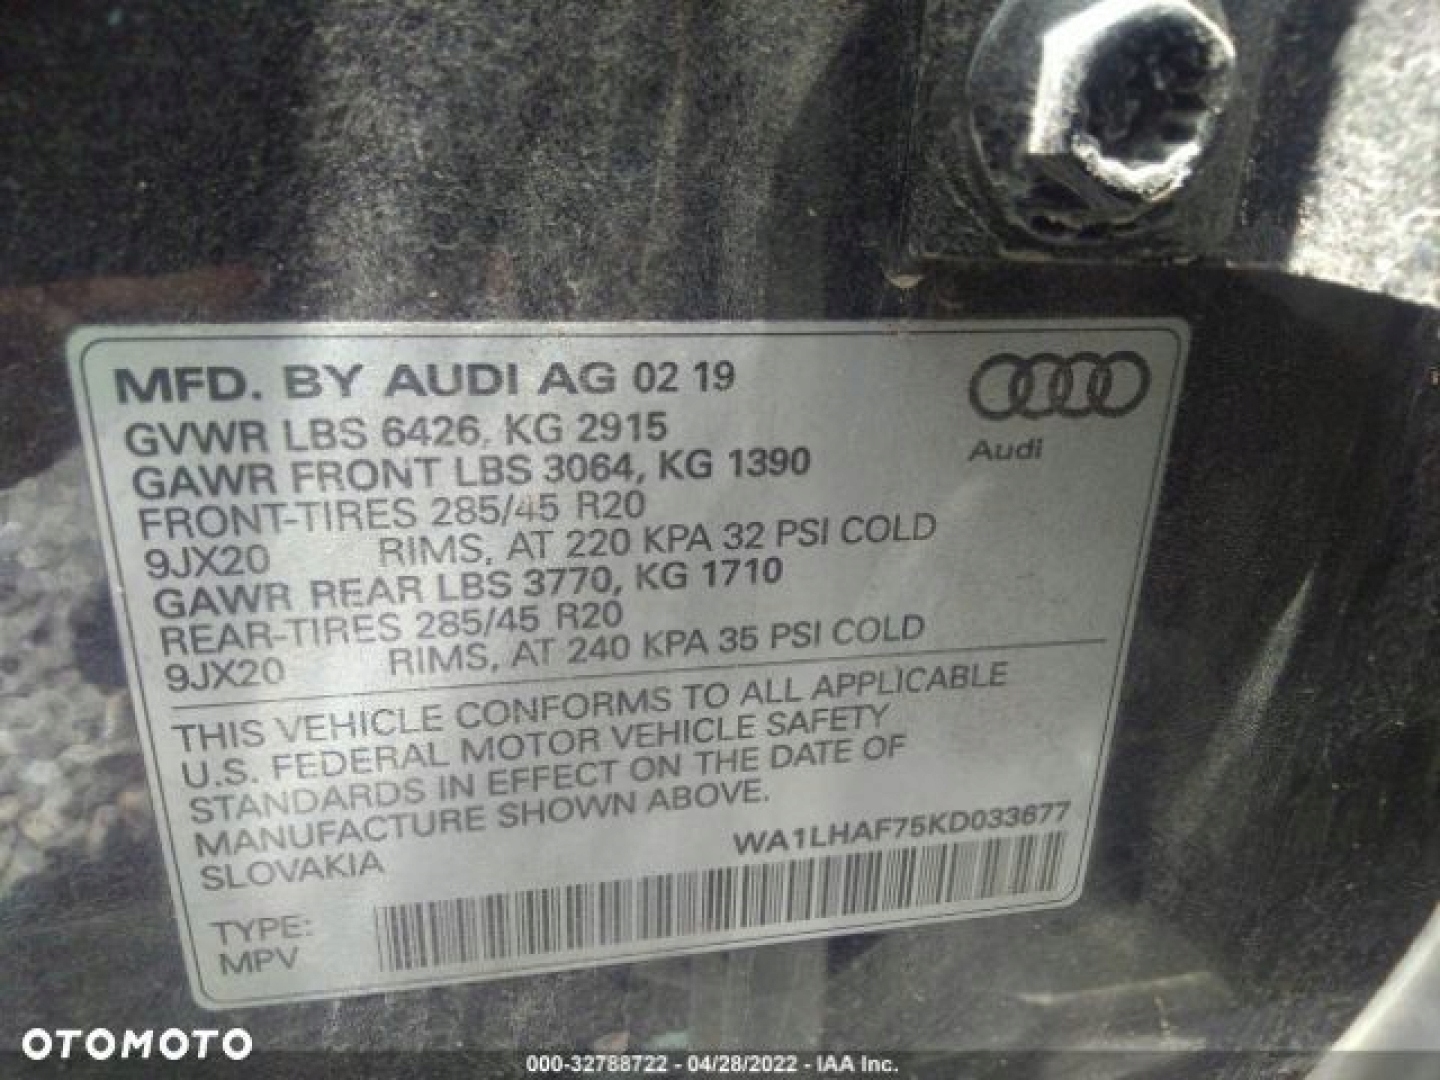 MFD. BY AUDI AG 02 19
GVWR LBS 6426, KG 2915
GAWR FRONT LBS 3064, KG 1390
FRONT-TIRES 285/45 R20
9JX20 RIMS, AT 220 KPA 32 PSI COLD
GAWR REAR LBS 3770, KG 1710
REAR-TIRES 285/45 R20
9JX20 RIMS, AT 240 KPA 35 PSI COLD
Audi
THIS VEHICLE CONFORMS TO ALL APPLICABLE
U.S. FEDERAL MOTOR VEHICLE SAFETY
STANDARDS IN EFFECT ON THE DATE OF
MANUFACTURE SHOWN ABOVE.
SLOVAKIA
WA1LHAF75KD033677
TYPE:
MPV
OTOMOTO
000-32788722 - 04/28/2022 - IAA Inc.